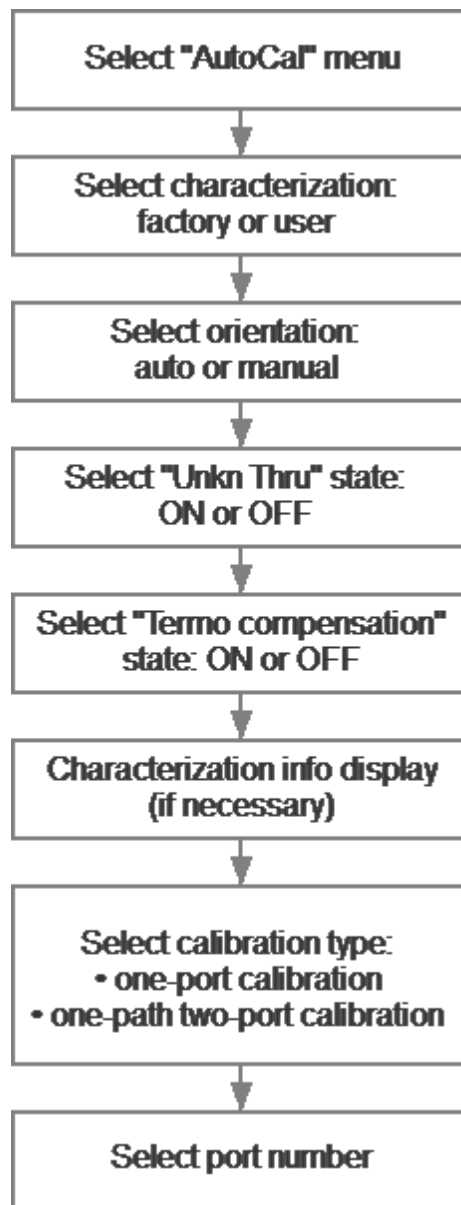 Select "AutoCal" menu
Select characterization:
factory or user
Select orientation:
auto or manual
Select "Unkn Thru" state:
ON or OFF
Select "Termo compensation"
state: ON or OFF
Characterization info display
(if necessary)
Select calibration type:
• one-port calibration
• one-path two-port calibration
Select port number